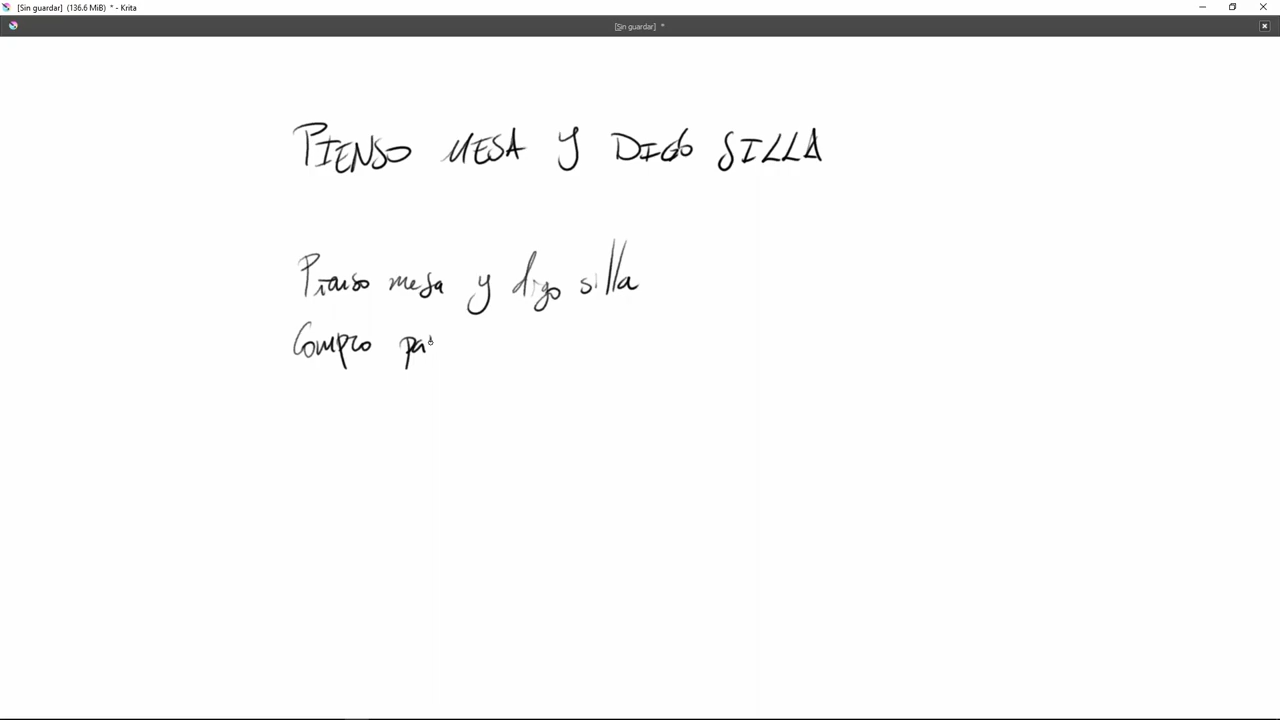 [Sin guardar] (136.6 MiB) * - Krita
[Sin guardar] *
PIENSO MESA Y DIGO SILLA
Pienso mesa y digo silla
Compro pa